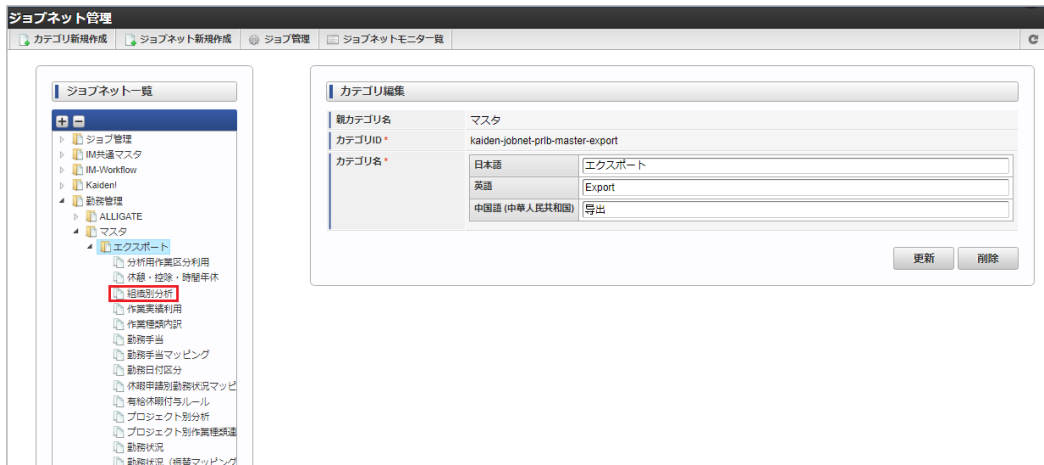 ジョブネット管理
カテゴリ新規作成 ジョブネット新規作成 ジョブ管理 ジョブネットモニター覧
ジョブネット一覧
ジョブ管理
IM共通マスタ
IM-Workflow
Kaiden!
勤務管理
ALLIGATE
マスタ
エクスポート
分析用作業区分利用
休憩・控除・時間年休
組織別分析
作業実績利用
作業種類内訳
勤務手当
勤務手当マッピング
勤務日付区分
休暇申請別勤務状況マッピ
有給休暇付与ルール
プロジェクト別分析
プロジェクト別作業種類連
勤務状況
勤務状況（振替マッピング
カテゴリ編集
親カテゴリ名 マスタ
カテゴリID * kaiden-jobnet-prlb-master-export
カテゴリ名 * 日本語 エクスポート
英語 Export
中国語 (中華人民共和国) 导出
更新 削除